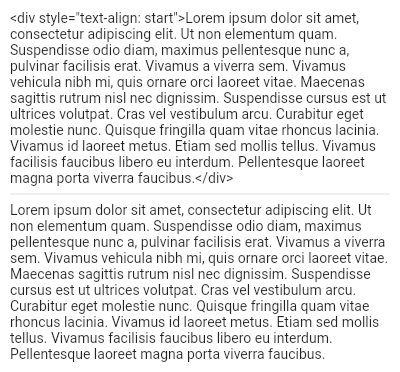 <div style="text-align: start">Lorem ipsum dolor sit amet,
consectetur adipiscing elit. Ut non elementum quam.
Suspendisse odio diam, maximus pellentesque nunc a,
pulvinar facilisis erat. Vivamus a viverra sem. Vivamus
vehicula nibh mi, quis ornare orci laoreet vitae. Maecenas
sagittis rutrum nisl nec dignissim. Suspendisse cursus est ut
ultrices volutpat. Cras vel vestibulum arcu. Curabitur eget
molestie nunc. Quisque fringilla quam vitae rhoncus lacinia.
Vivamus id laoreet metus. Etiam sed mollis tellus. Vivamus
facilisis faucibus libero eu interdum. Pellentesque laoreet
magna porta viverra faucibus.</div>
Lorem ipsum dolor sit amet, consectetur adipiscing elit. Ut
non elementum quam. Suspendisse odio diam, maximus
pellentesque nunc a, pulvinar facilisis erat. Vivamus a viverra
sem. Vivamus vehicula nibh mi, quis ornare orci laoreet vitae.
Maecenas sagittis rutrum nisl nec dignissim. Suspendisse
cursus est ut ultrices volutpat. Cras vel vestibulum arcu.
Curabitur eget molestie nunc. Quisque fringilla quam vitae
rhoncus lacinia. Vivamus id laoreet metus. Etiam sed mollis
tellus. Vivamus facilisis faucibus libero eu interdum.
Pellentesque laoreet magna porta viverra faucibus.